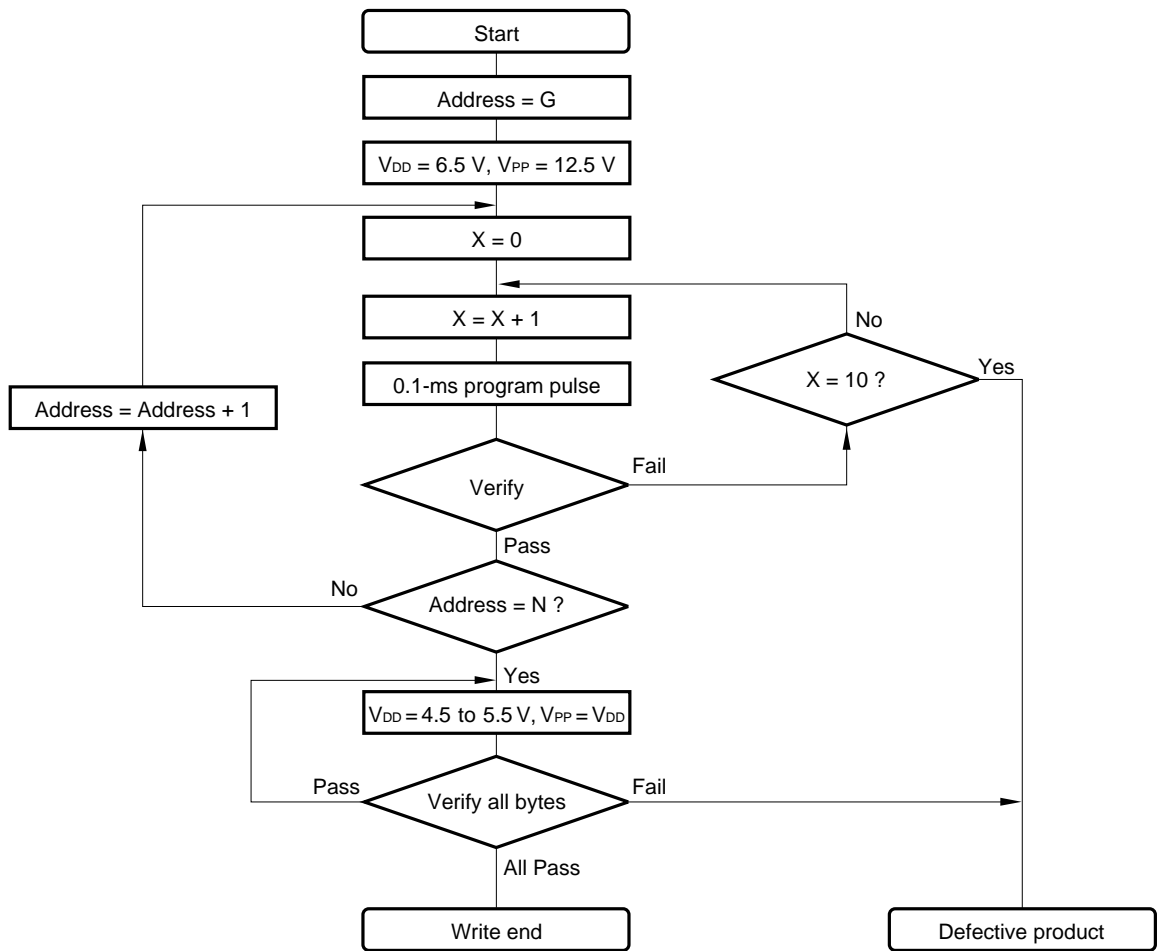 Start
Address = G
VDD = 6.5 V, VPP = 12.5 V
X = 0
X = X + 1
No
0.1-ms program pulse
X = 10 ?
Yes
Address = Address + 1
Verify
Fail
Pass
No
Address = N ?
Yes
VDD = 4.5 to 5.5 V, VPP = VDD
Pass
Verify all bytes
Fail
All Pass
Write end
Defective product